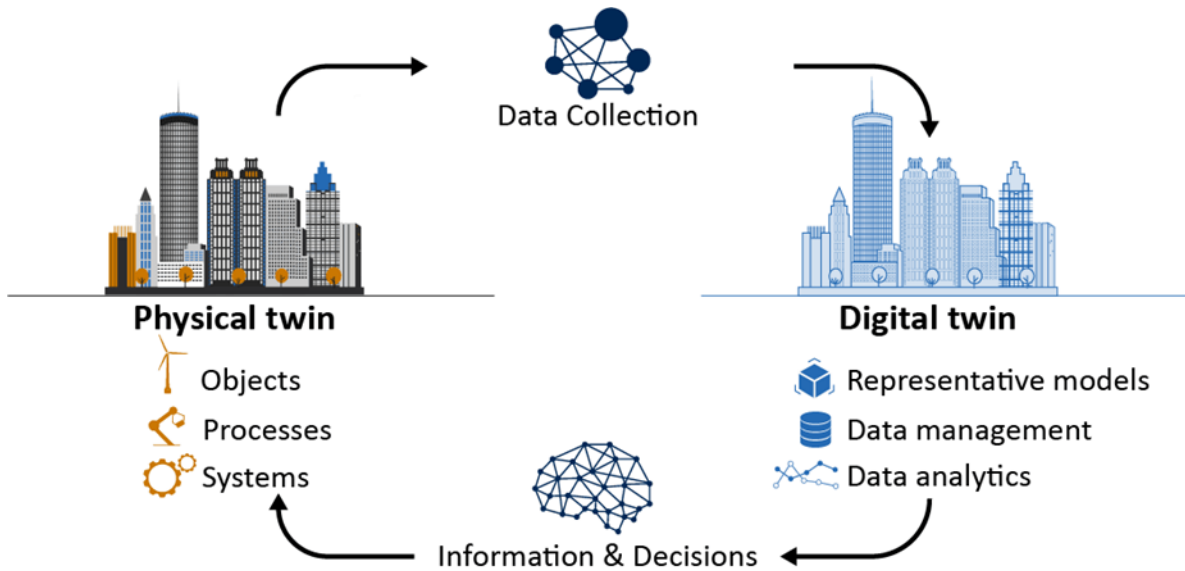 Data Collection
Physical twin
Digital twin
Objects
Processes
Systems
Representative models
Data management
Data analytics
Information & Decisions